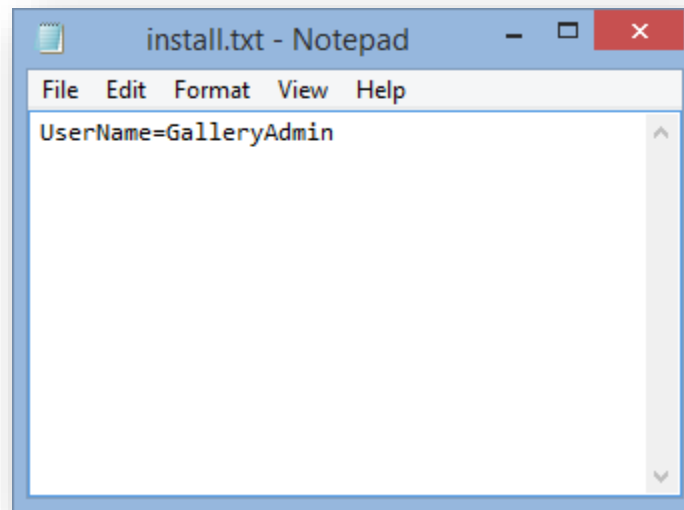 install.txt - Notepad
File Edit Format View Help
UserName=GalleryAdmin